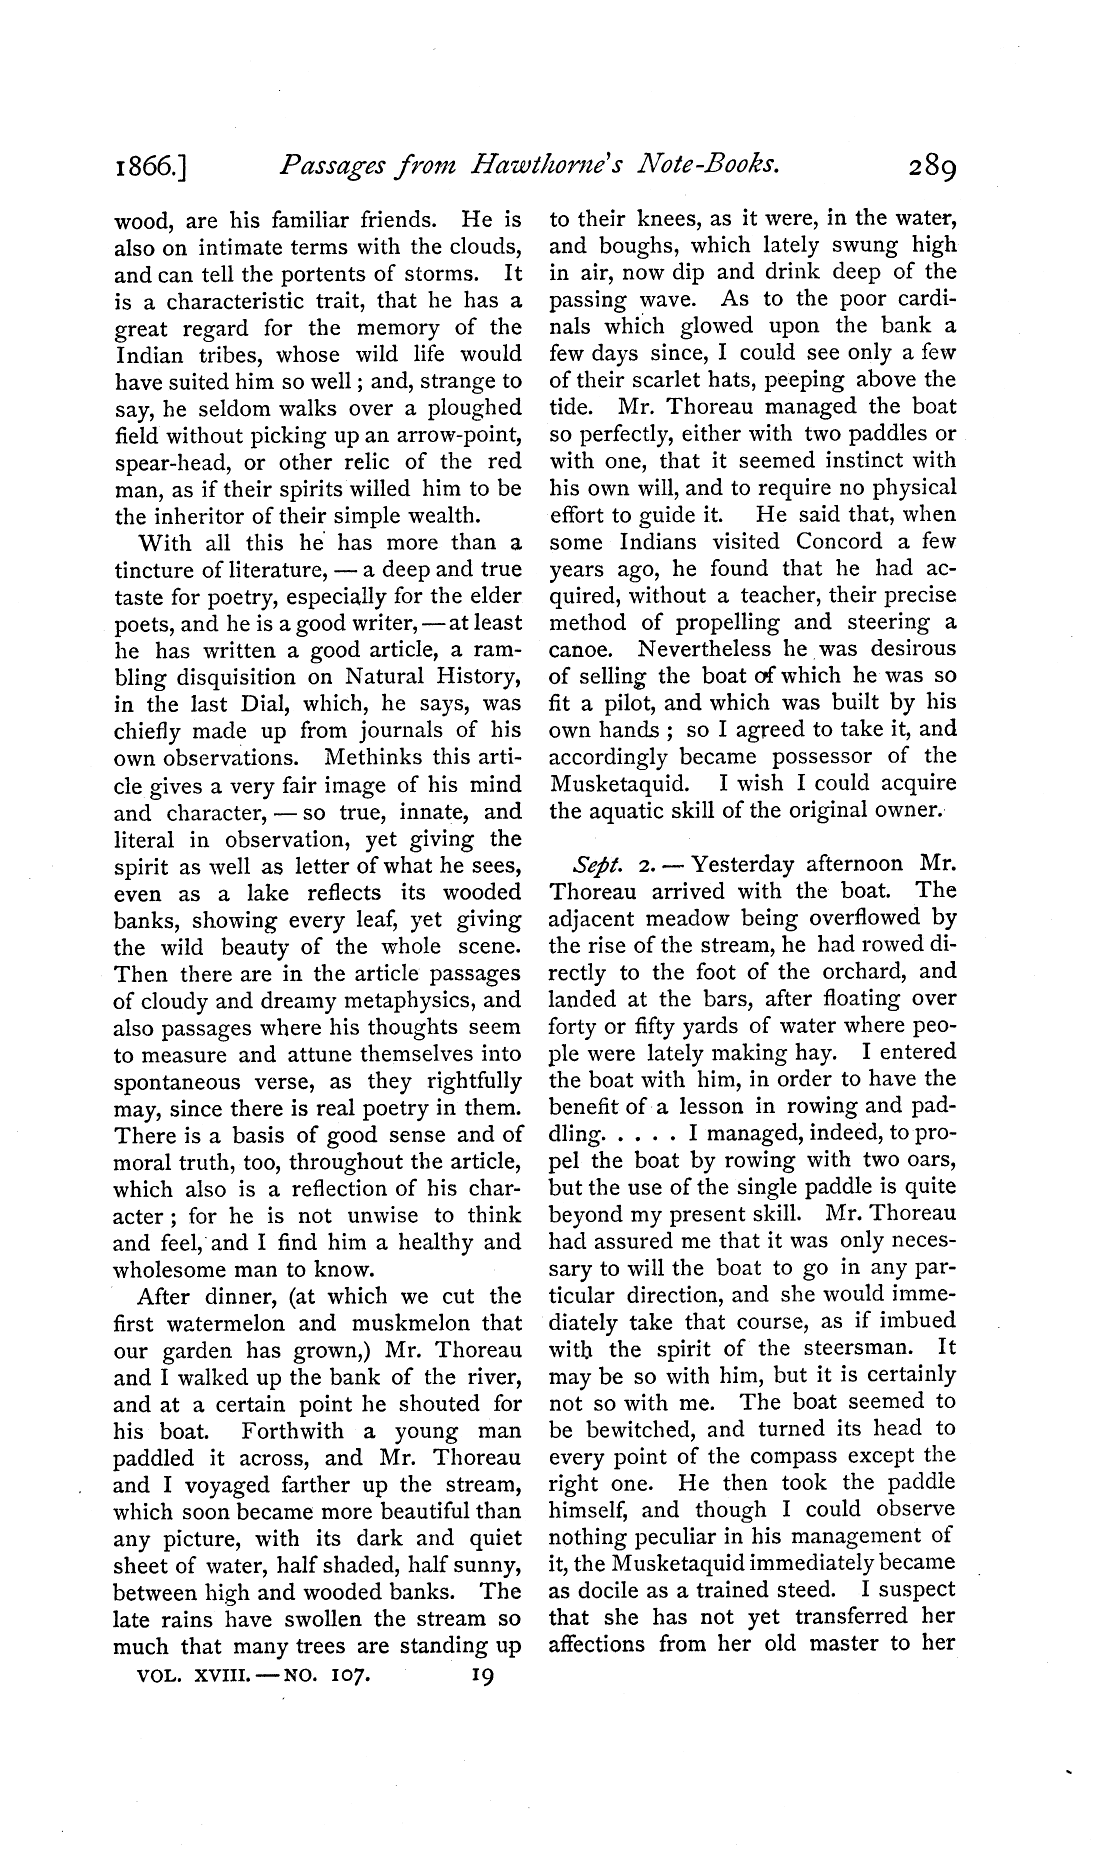 1866.] Passages from Hawthorne's Note-Books. 289
wood, are his familiar friends. He is
also on intimate terms with the clouds,
and can tell the portents of storms. It
is a characteristic trait, that he has a
great regard for the memory of the
Indian tribes, whose wild life would
have suited him so well; and, strange to
say, he seldom walks over a ploughed
field without picking up an arrow-point,
spear-head, or other relic of the red
man, as if their spirits willed him to be
the inheritor of their simple wealth.
With all this he has more than a
tincture of literature, — a deep and true
taste for poetry, especially for the elder
poets, and he is a good writer, — at least
he has written a good article, a ram-
bling disquisition on Natural History,
in the last Dial, which, he says, was
chiefly made up from journals of his
own observations. Methinks this arti-
cle gives a very fair image of his mind
and character, — so true, innate, and
literal in observation, yet giving the
spirit as well as letter of what he sees,
even as a lake reflects its wooded
banks, showing every leaf, yet giving
the wild beauty of the whole scene.
Then there are in the article passages
of cloudy and dreamy metaphysics, and
also passages where his thoughts seem
to measure and attune themselves into
spontaneous verse, as they rightfully
may, since there is real poetry in them.
There is a basis of good sense and of
moral truth, too, throughout the article,
which also is a reflection of his char-
acter; for he is not unwise to think
and feel, and I find him a healthy and
wholesome man to know.
After dinner, (at which we cut the
first watermelon and muskmelon that
our garden has grown,) Mr. Thoreau
and I walked up the bank of the river,
and at a certain point he shouted for
his boat. Forthwith a young man
paddled it across, and Mr. Thoreau
and I voyaged farther up the stream,
which soon became more beautiful than
any picture, with its dark and quiet
sheet of water, half shaded, half sunny,
between high and wooded banks. The
late rains have swollen the stream so
much that many trees are standing up
VOL. XVIII. — NO. 107. 19
to their knees, as it were, in the water,
and boughs, which lately swung high
in air, now dip and drink deep of the
passing wave. As to the poor cardi-
nals which glowed upon the bank a
few days since, I could see only a few
of their scarlet hats, peeping above the
tide. Mr. Thoreau managed the boat
so perfectly, either with two paddles or
with one, that it seemed instinct with
his own will, and to require no physical
effort to guide it. He said that, when
some Indians visited Concord a few
years ago, he found that he had ac-
quired, without a teacher, their precise
method of propelling and steering a
canoe. Nevertheless he was desirous
of selling the boat of which he was so
fit a pilot, and which was built by his
own hands; so I agreed to take it, and
accordingly became possessor of the
Musketaquid. I wish I could acquire
the aquatic skill of the original owner.
Sept. 2. — Yesterday afternoon Mr.
Thoreau arrived with the boat. The
adjacent meadow being overflowed by
the rise of the stream, he had rowed di-
rectly to the foot of the orchard, and
landed at the bars, after floating over
forty or fifty yards of water where peo-
ple were lately making hay. I entered
the boat with him, in order to have the
benefit of a lesson in rowing and pad-
dling. . . . . I managed, indeed, to pro-
pel the boat by rowing with two oars,
but the use of the single paddle is quite
beyond my present skill. Mr. Thoreau
had assured me that it was only neces-
sary to will the boat to go in any par-
ticular direction, and she would imme-
diately take that course, as if imbued
with the spirit of the steersman. It
may be so with him, but it is certainly
not so with me. The boat seemed to
be bewitched, and turned its head to
every point of the compass except the
right one. He then took the paddle
himself, and though I could observe
nothing peculiar in his management of
it, the Musketaquid immediately became
as docile as a trained steed. I suspect
that she has not yet transferred her
affections from her old master to her